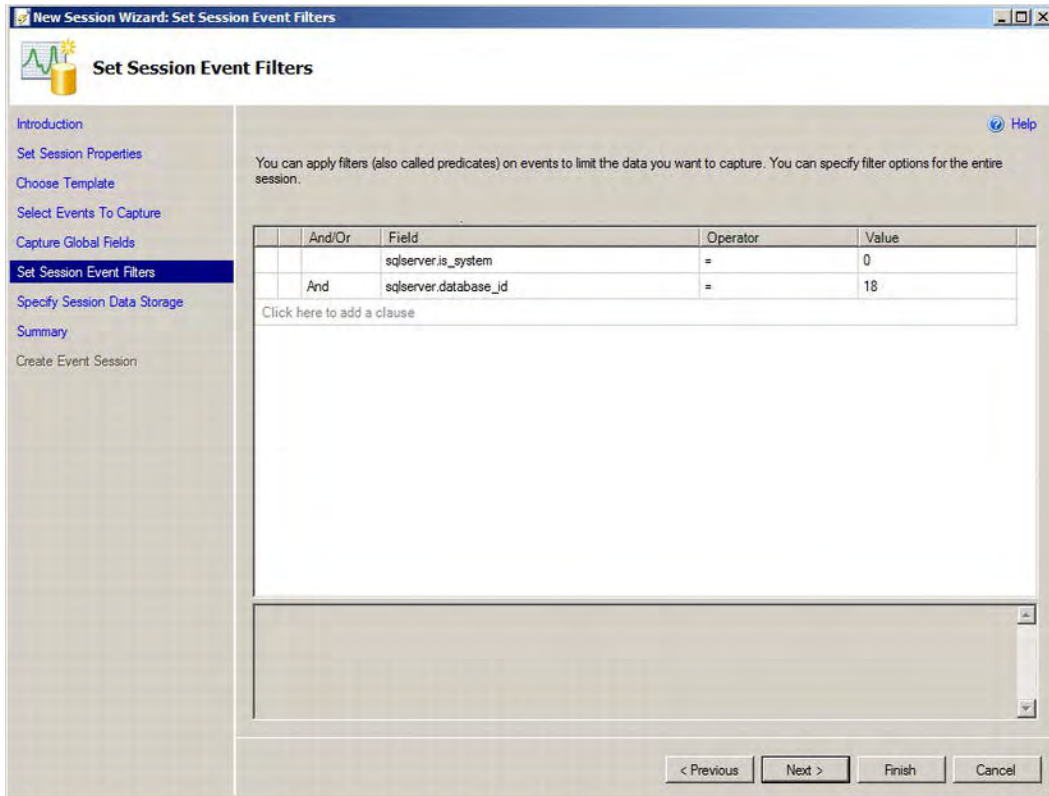 New Session Wizard: Set Session Event Filters
Set Session Event Filters
Introduction
Set Session Properties
Choose Template
Select Events To Capture
Capture Global Fields
Set Session Event Filters
Specify Session Data Storage
Summary
Create Event Session
Help
You can apply filters (also called predicates) on events to limit the data you want to capture. You can specify filter options for the entire
session.
And/Or Field Operator Value
sqlserver.is_system = 0
And sqlserver.database_id = 18
Click here to add a clause
< Previous Next > Finish Cancel